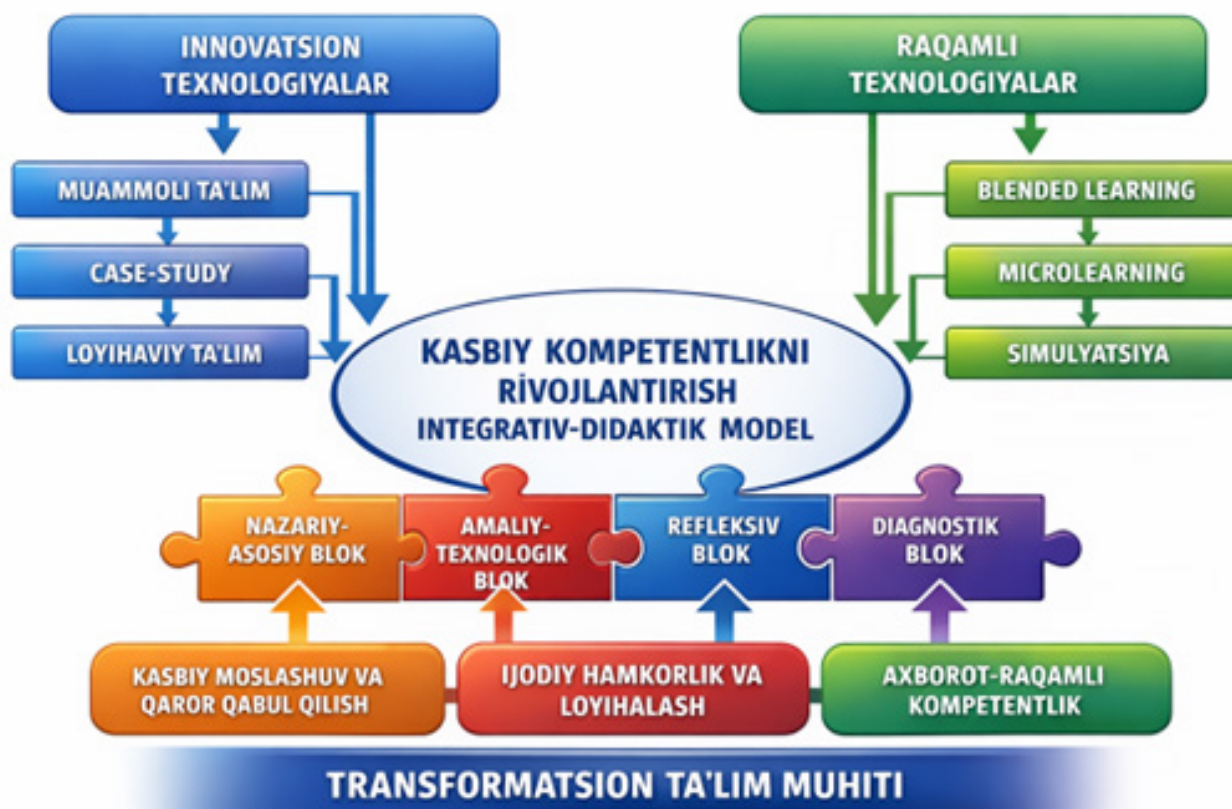 INNOVATSION
TEXNOLOGIYALAR
MUAMMOLI TA'LIM
CASE-STUDY
LOYIHAVIY TA'LIM
RAQAMLI
TEXNOLOGIYALAR
BLENDED LEARNING
MICROLEARNING
SIMULYATSIYA
KASBIY KOMPETENTLIKNI
RİVOJLANTIRISH
INTEGRATIV-DIDAKTIK MODEL
NAZARIY-
ASOSIY BLOK
AMALIY-
TEXNOLOGIK
BLOK
REFLEKSIV
BLOK
DIAGNOSTIK
BLOK
KASBIY MOSLASHUV VA
QAROR QABUL QILISH
IJODIY HAMKORLIK VA
LOYIHALASH
AXBOROT-RAQAMLI
KOMPETENTLIK
TRANSFORMATSION TA'LIM MUHITI